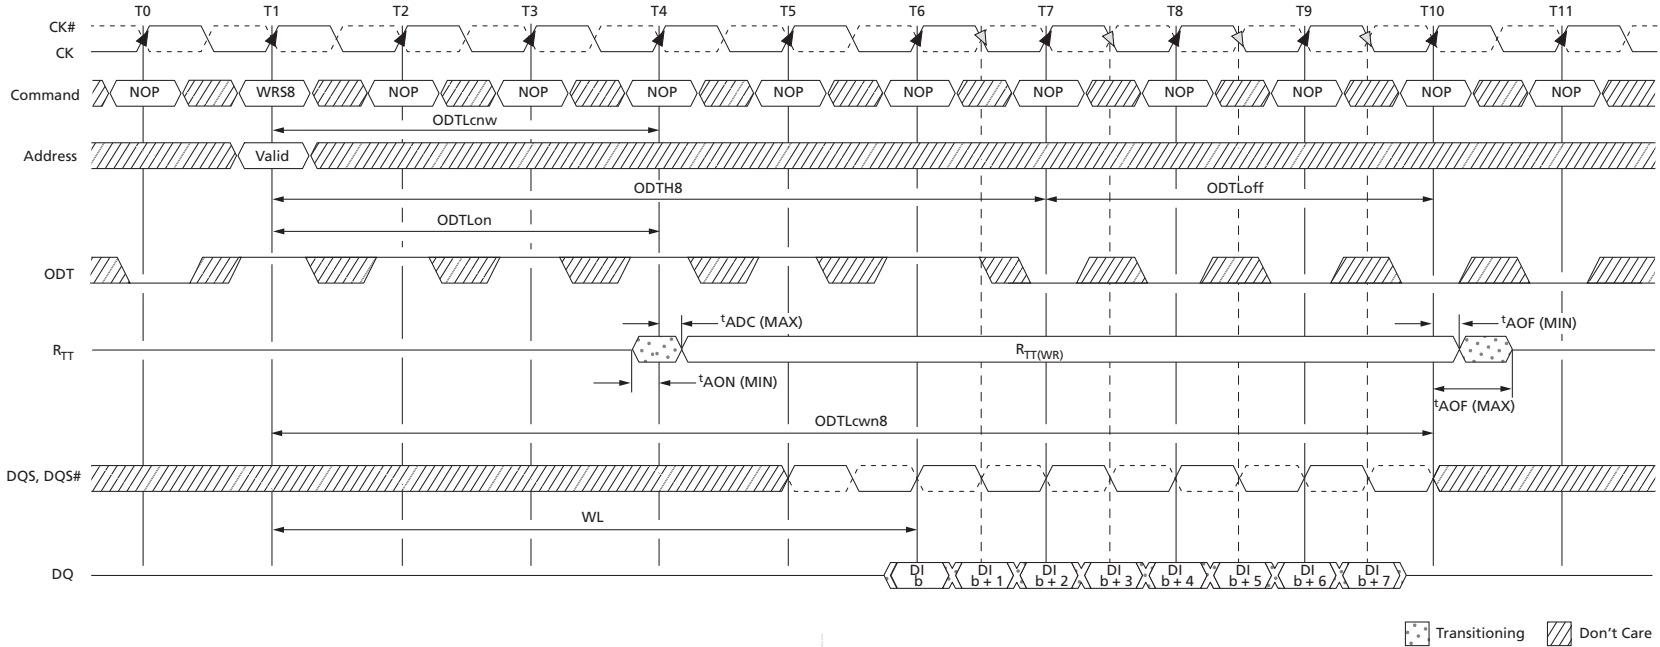 T0 T1 T2 T3 T4 T5 T6 T7 T8 T9 T10 T11
CK#
CK
Command NOP WRS8 NOP NOP NOP NOP NOP NOP NOP NOP NOP NOP
ODTLcnw
Address Valid
ODTH8 ODTLoff
ODTLon
ODT
tADC (MAX) tAOF (MIN)
RTT RTT(WR)
tAON (MIN)
tAOF (MAX)
ODTLcwn8
DQS, DQS#
WL
DQ
DI b
DI b + 1
DI b + 2
DI b + 3
DI b + 4
DI b + 5
DI b + 6
DI b + 7
Transitioning Don't Care